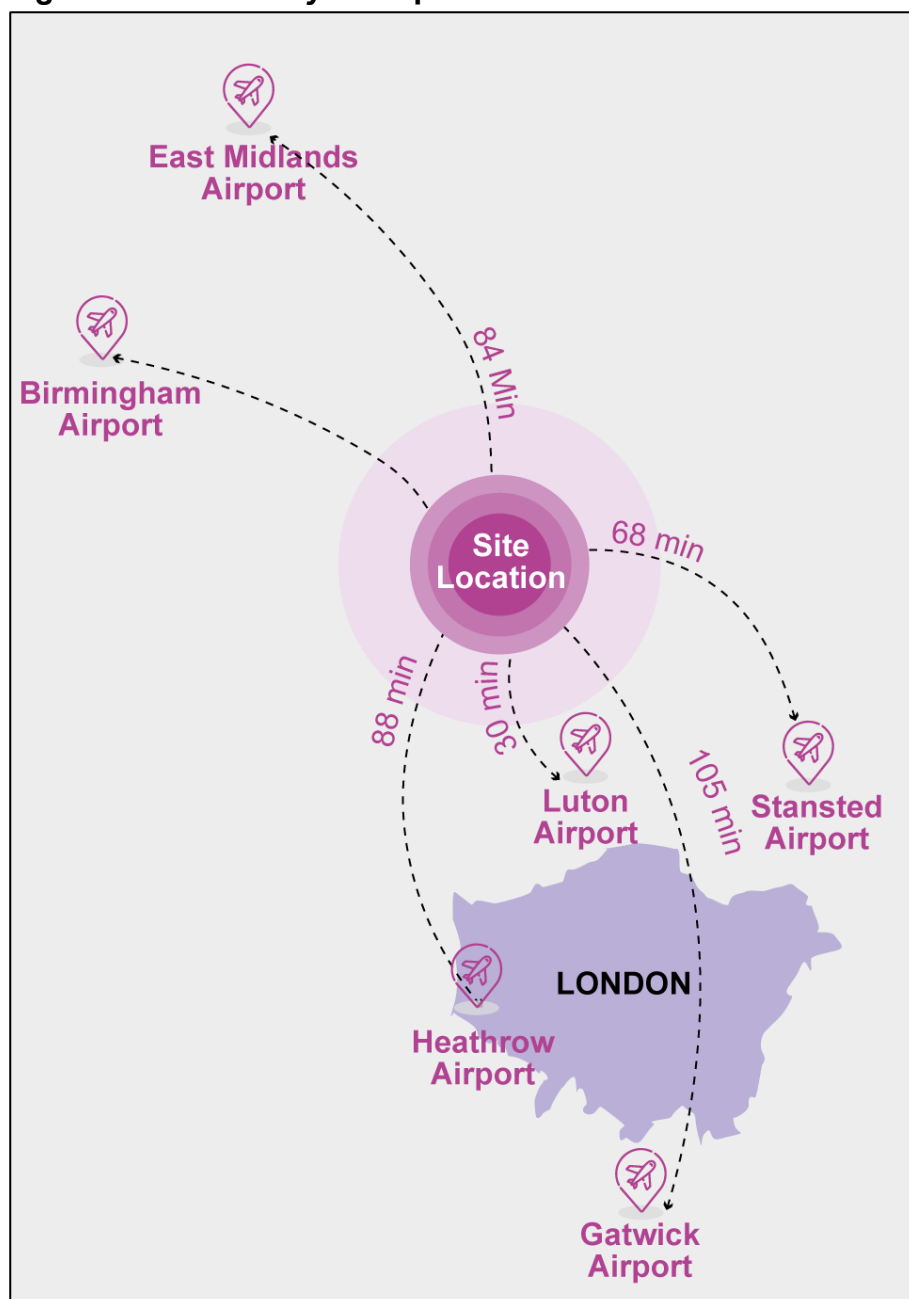 East Midlands
Airport
84 Min
Birmingham
Airport
Site
Location
68 min
88 min
30 min
105 min
Luton
Airport
Stansted
Airport
LONDON
Heathrow
Airport
Gatwick
Airport